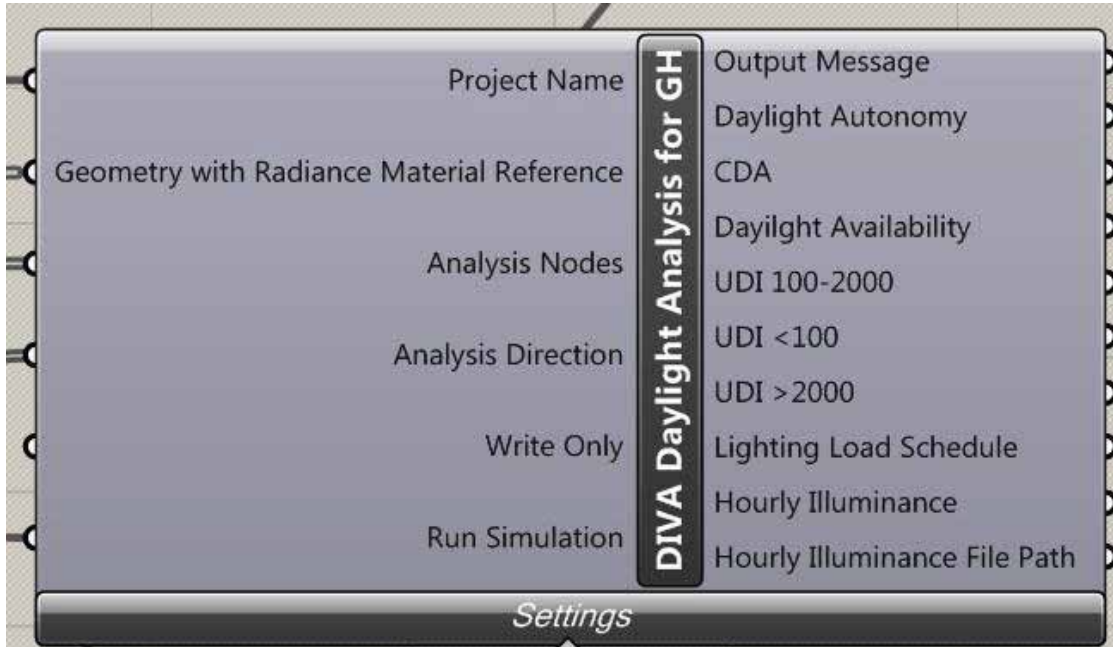 Project Name
Geometry with Radiance Material Reference
Analysis Nodes
Analysis Direction
Write Only
Run Simulation
DIVA Daylight Analysis for GH
Output Message
Daylight Autonomy
CDA
Dayilght Availability
UDI 100-2000
UDI <100
UDI >2000
Lighting Load Schedule
Hourly Illuminance
Hourly Illuminance File Path
Settings